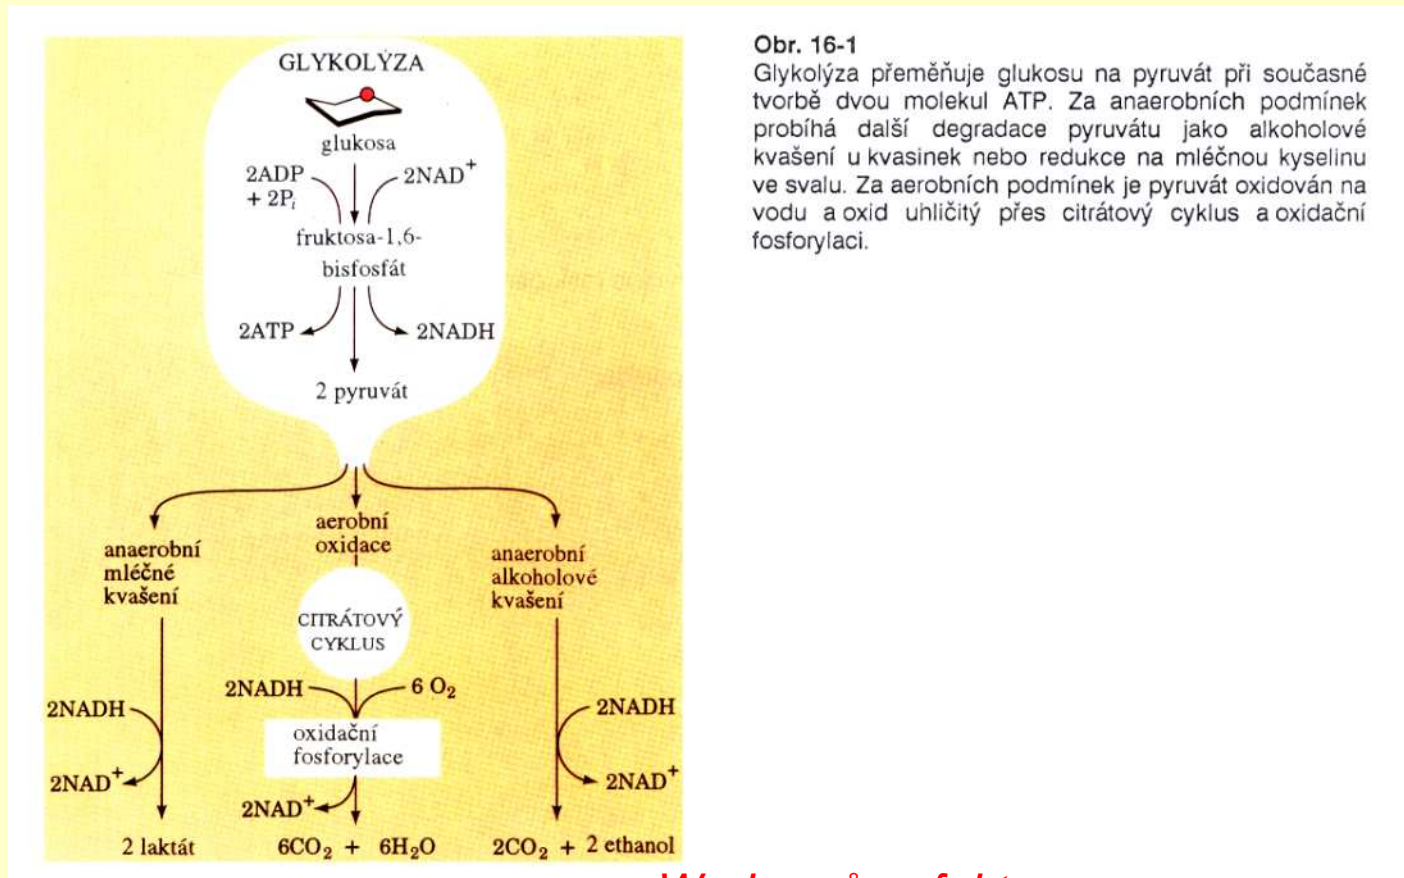 GLYKOLÝZA
glukosa
2ADP
+ 2Pi
2NAD+
fruktosa-1,6-
bisfosfát
2ATP
2NADH
2 pyruvát
anaerobní
mléčné
kvašení
aerobní
oxidace
anaerobní
alkoholové
kvašení
CITRÁTOVÝ
CYKLUS
2NADH
6 O2
2NADH
2NADH
oxidační
fosforylace
2NAD+
2NAD+
2NAD+
2 laktát
6CO2 + 6H2O
2CO2 + 2 ethanol
Obr. 16-1
Glykolýza přeměňuje glukosu na pyruvát při současné
tvorbě dvou molekul ATP. Za anaerobních podmínek
probíhá další degradace pyruvátu jako alkoholové
kvašení u kvasinek nebo redukce na mléčnou kyselinu
ve svalu. Za aerobních podmínek je pyruvát oxidován na
vodu a oxid uhličitý přes citrátový cyklus a oxidační
fosforylaci.